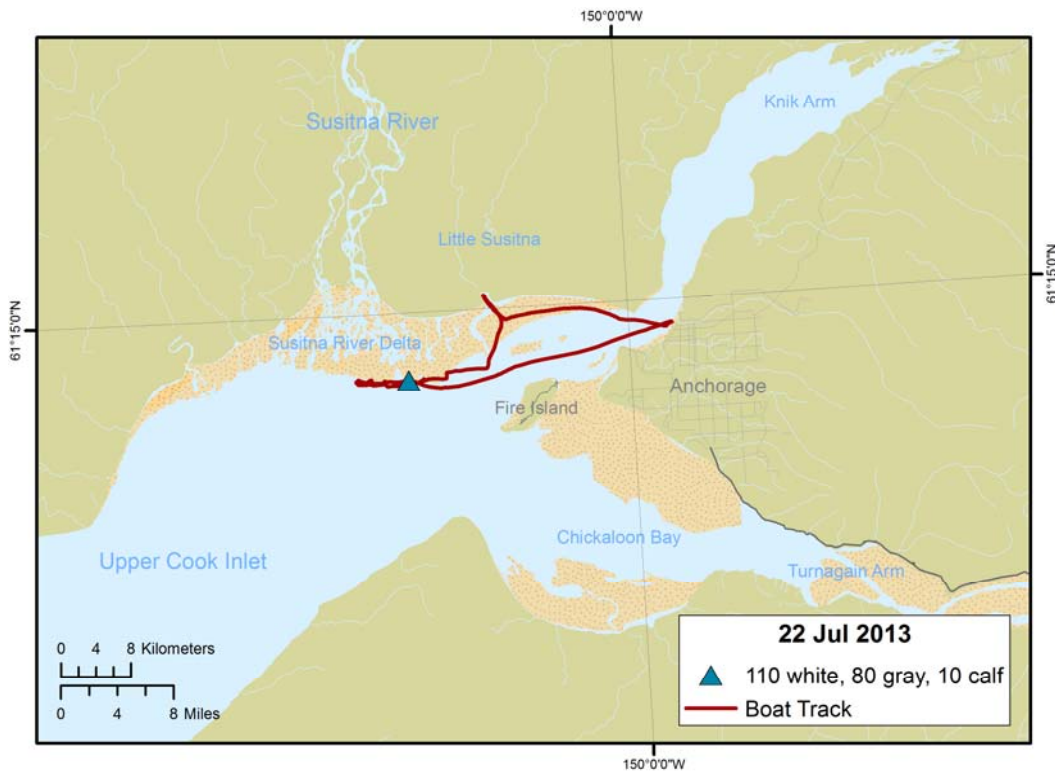 150°0'0"W
Knik Arm
Susitna River
Little Susitna
61°15'0"N
61°15'0"N
Susitna River Delta
Anchorage
Fire Island
Chickaloon Bay
Upper Cook Inlet
Turnagain Arm
22 Jul 2013
110 white, 80 gray, 10 calf
Boat Track
0 4 8 Kilometers
0 4 8 Miles
150°0'0"W